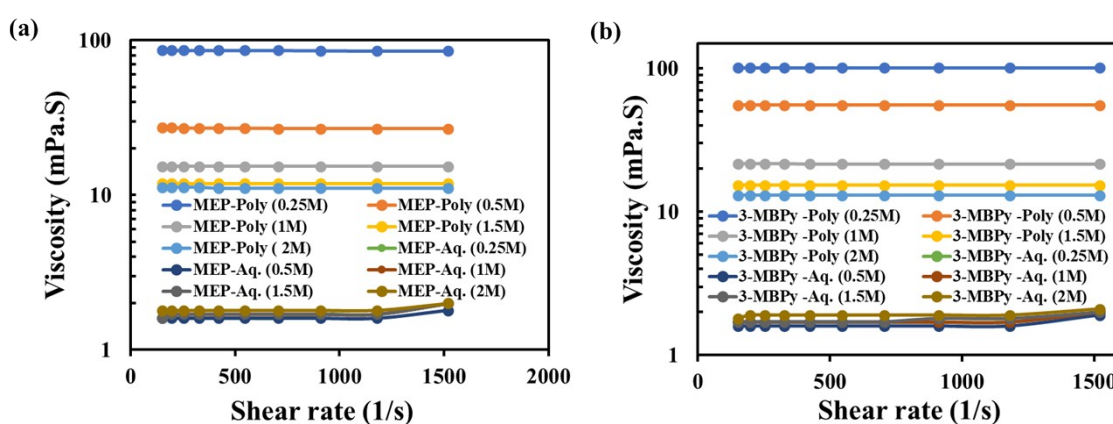 (a)
Viscosity (mPa.S)
100
10
1
MEP-Poly (0.25M) MEP-Poly (0.5M)
MEP-Poly (1M) MEP-Poly (1.5M)
MEP-Poly ( 2M) MEP-Aq. (0.25M)
MEP-Aq. (0.5M) MEP-Aq. (1M)
MEP-Aq. (1.5M) MEP-Aq. (2M)
0 500 1000 1500 2000
Shear rate (1/s)
(b)
Viscosity (mPa.S)
100
10
1
3-MBPy -Poly (0.25M) 3-MBPy -Poly (0.5M)
3-MBPy -Poly (1M) 3-MBPy -Poly (1.5M)
3-MBPy -Poly (2M) 3-MBPy -Aq. (0.25M)
3-MBPy -Aq. (0.5M) 3-MBPy -Aq. (1M)
3-MBPy -Aq. (1.5M) 3-MBPy -Aq. (2M)
0 500 1000 1500
Shear rate (1/s)